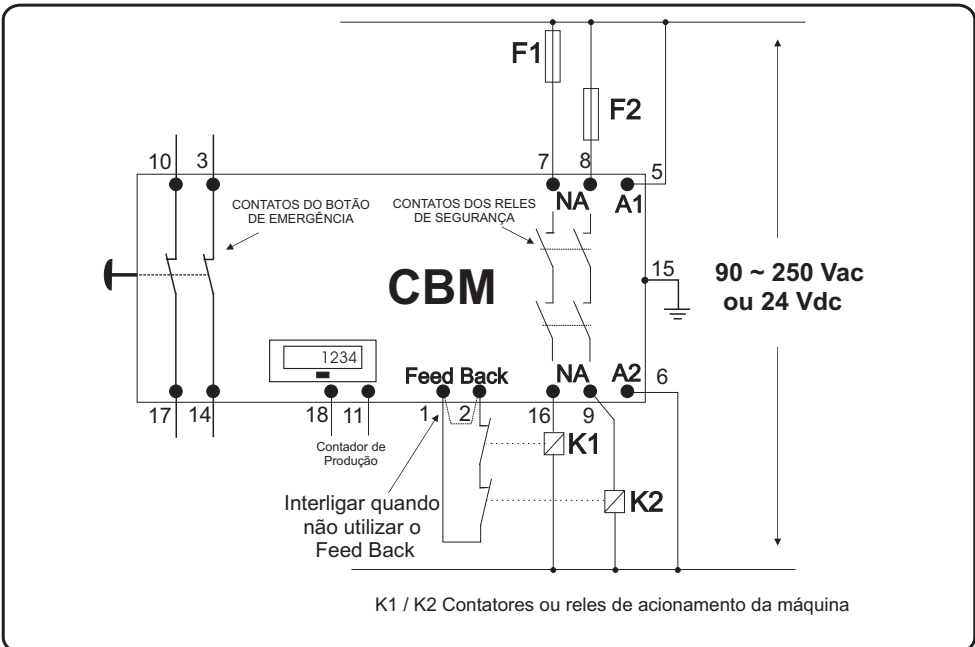 F1
F2
10 3
7 8 5
NA A1
CONTATOS DO BOTÃO
DE EMERGÊNCIA
CONTATOS DOS RELES
DE SEGURANÇA
CBM
15
90 ~ 250 Vac
ou 24 Vdc
1234
Feed Back
NA A2
6
17 14 18 11 1 2 16 9
Contador de
Produção
K1
K2
Interligar quando
não utilizar o
Feed Back
K1 / K2 Contatores ou reles de acionamento da máquina